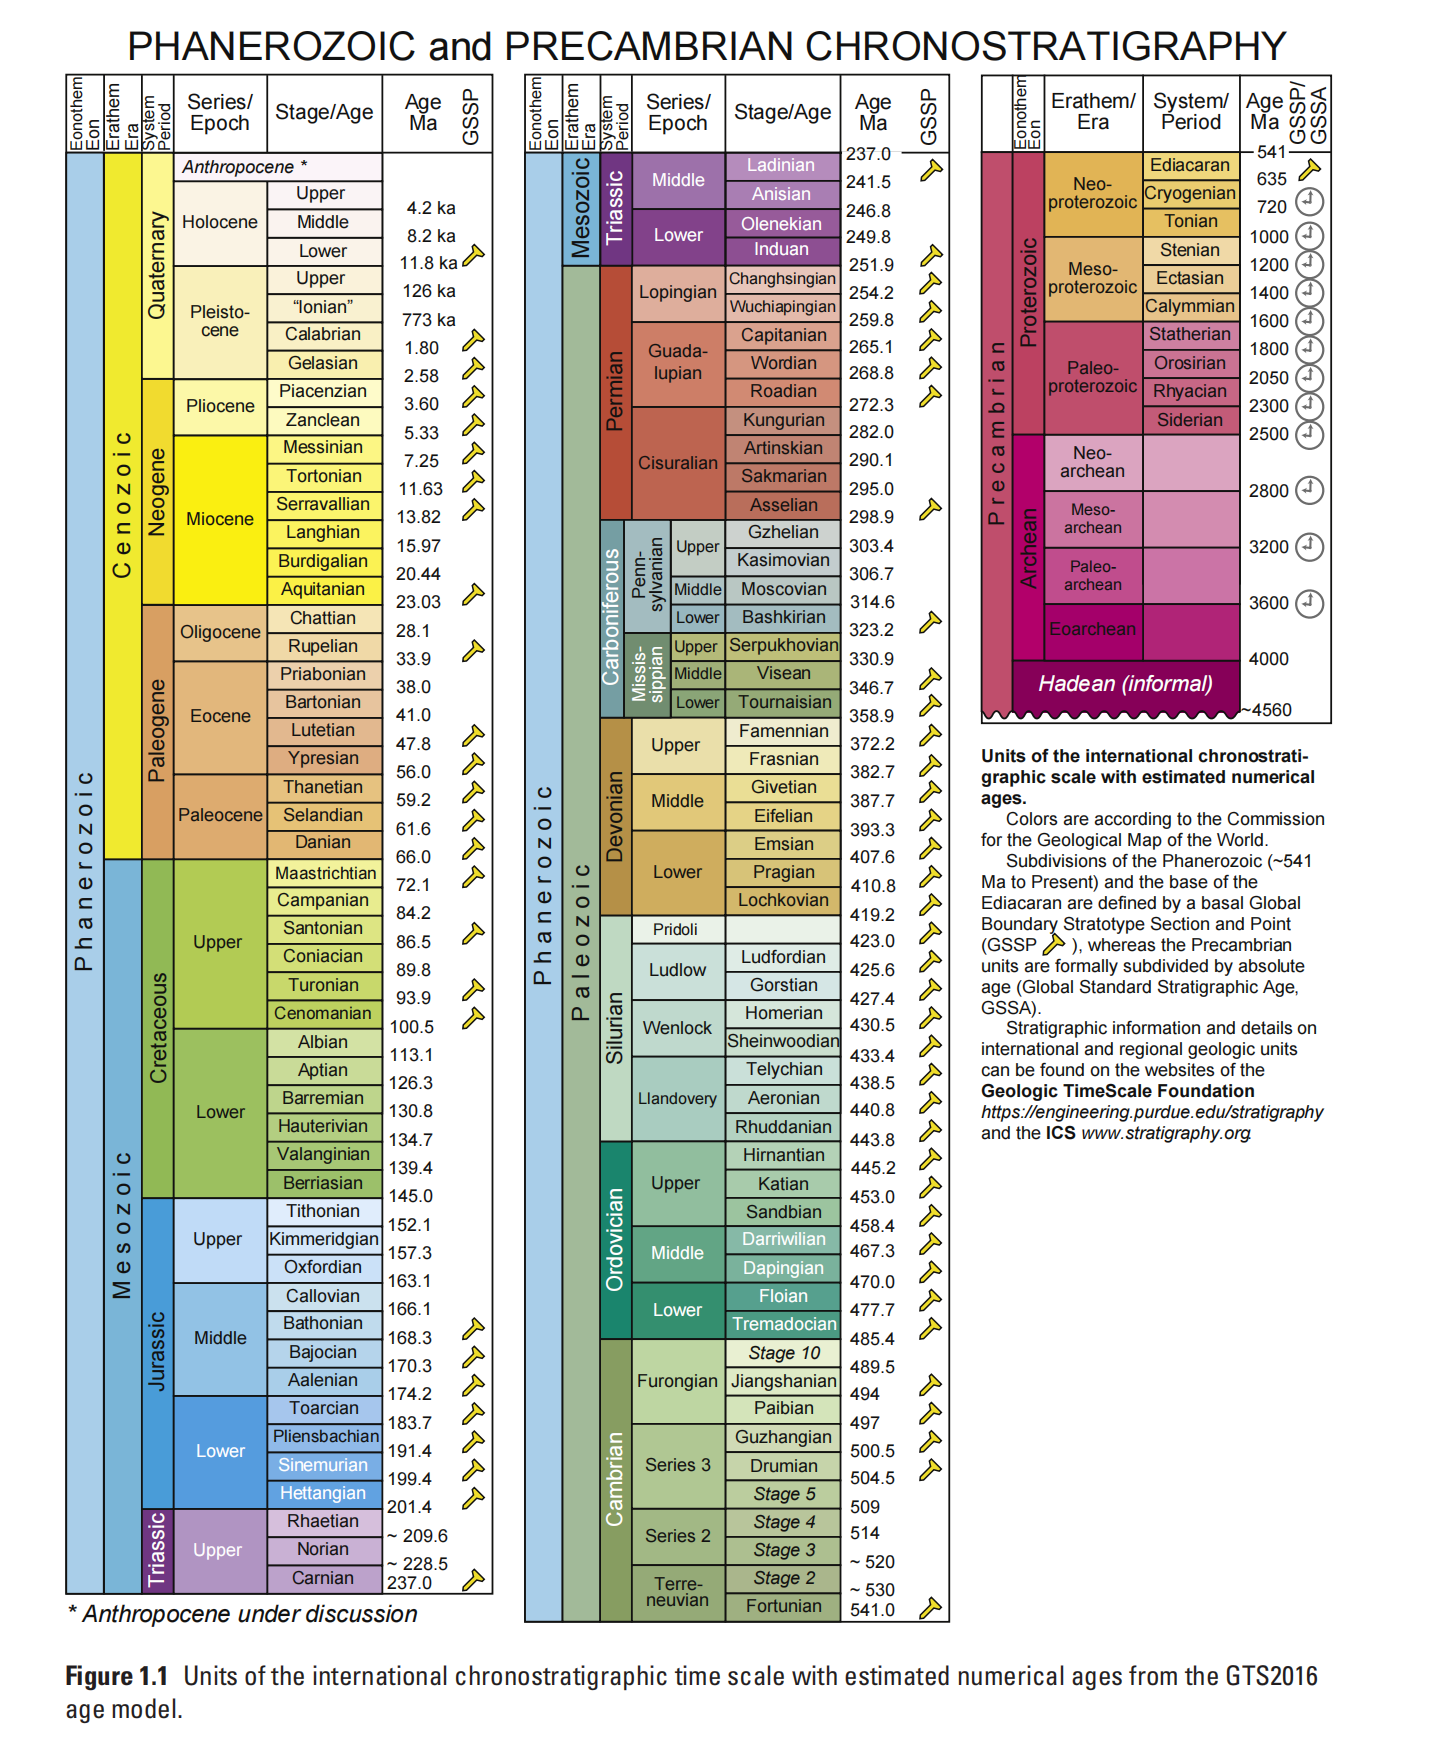 PHANEROZOIC and PRECAMBRIAN CHRONOSTRATIGRAPHY
Eonothem
Eon
Erathem
Era
System
Period
Series/
Epoch
Stage/Age
Age
Ma
GSSP
Phanerozoic
Cenozoic
Quaternary
Anthropocene *
Holocene
Upper
4.2 ka
Middle
8.2 ka
Lower
11.8 ka
Pleisto-
cene
Upper
126 ka
“Ionian”
773 ka
Calabrian
1.80
Gelasian
2.58
Neogene
Pliocene
Piacenzian
3.60
Zanclean
5.33
Miocene
Messinian
7.25
Tortonian
11.63
Serravallian
13.82
Langhian
15.97
Burdigalian
20.44
Aquitanian
23.03
Paleogene
Oligocene
Chattian
28.1
Rupelian
33.9
Eocene
Priabonian
38.0
Bartonian
41.0
Lutetian
47.8
Ypresian
56.0
Paleocene
Thanetian
59.2
Selandian
61.6
Danian
66.0
Mesozoic
Cretaceous
Upper
Maastrichtian
72.1
Campanian
84.2
Santonian
86.5
Coniacian
89.8
Turonian
93.9
Cenomanian
100.5
Lower
Albian
113.1
Aptian
126.3
Barremian
130.8
Hauterivian
134.7
Valanginian
139.4
Berriasian
145.0
Jurassic
Upper
Tithonian
152.1
Kimmeridgian
157.3
Oxfordian
163.1
Middle
Callovian
166.1
Bathonian
168.3
Bajocian
170.3
Aalenian
174.2
Lower
Toarcian
183.7
Pliensbachian
191.4
Sinemurian
199.4
Hettangian
201.4
Triassic
Upper
Rhaetian
~ 209.6
Norian
~ 228.5
Carnian
237.0
* Anthropocene under discussion
Eonothem
Eon
Erathem
Era
System
Period
Series/
Epoch
Stage/Age
Age
Ma
GSSP
237.0
Phanerozoic
Mesozoic
Triassic
Middle
Ladinian
241.5
Anisian
246.8
Lower
Olenekian
249.8
Induan
251.9
Paleozoic
Permian
Lopingian
Changhsingian
254.2
Wuchiapingian
259.8
Guada-
lupian
Capitanian
265.1
Wordian
268.8
Roadian
272.3
Cisuralian
Kungurian
282.0
Artinskian
290.1
Sakmarian
295.0
Asselian
298.9
Carboniferous
Penn-
sylvanian
Upper
Gzhelian
303.4
Kasimovian
306.7
Middle
Moscovian
314.6
Lower
Bashkirian
323.2
Missis-
sippian
Upper
Serpukhovian
330.9
Middle
Visean
346.7
Lower
Tournaisian
358.9
Devonian
Upper
Famennian
372.2
Frasnian
382.7
Middle
Givetian
387.7
Eifelian
393.3
Lower
Emsian
407.6
Pragian
410.8
Lochkovian
419.2
Silurian
Pridoli
423.0
Ludlow
Ludfordian
425.6
Gorstian
427.4
Wenlock
Homerian
430.5
Sheinwoodian
433.4
Llandovery
Telychian
438.5
Aeronian
440.8
Rhuddanian
443.8
Ordovician
Upper
Hirnantian
445.2
Katian
453.0
Sandbian
458.4
Middle
Darriwilian
467.3
Dapingian
470.0
Lower
Floian
477.7
Tremadocian
485.4
Cambrian
Furongian
Stage 10
489.5
Jiangshanian
494
Paibian
497
Series 3
Guzhangian
500.5
Drumian
504.5
Stage 5
509
Series 2
Stage 4
514
Stage 3
~ 520
Terre-
neuvian
Stage 2
~ 530
Fortunian
541.0
Eonothem
Eon
Erathem/
Era
System/
Period
Age
Ma
GSSP/
GSSA
541
Precambrian
Proterozoic
Neo-
proterozoic
Ediacaran
635
Cryogenian
720
Tonian
1000
Meso-
proterozoic
Stenian
1200
Ectasian
1400
Calymmian
1600
Paleo-
proterozoic
Statherian
1800
Orosirian
2050
Rhyacian
2300
Siderian
2500
Archean
Neo-
archean
2800
Meso-
archean
3200
Paleo-
archean
3600
Eoarchean
4000
Hadean (informal)
~4560
Units of the international chronostrati-
graphic scale with estimated numerical
ages.
Colors are according to the Commission
for the Geological Map of the World.
Subdivisions of the Phanerozoic (~541
Ma to Present) and the base of the
Ediacaran are defined by a basal Global
Boundary Stratotype Section and Point
(GSSP ), whereas the Precambrian
units are formally subdivided by absolute
age (Global Standard Stratigraphic Age,
GSSA).
Stratigraphic information and details on
international and regional geologic units
can be found on the websites of the
Geologic TimeScale Foundation
https://engineering.purdue.edu/stratigraphy
and the ICS www.stratigraphy.org
Figure 1.1 Units of the international chronostratigraphic time scale with estimated numerical ages from the GTS2016
age model.